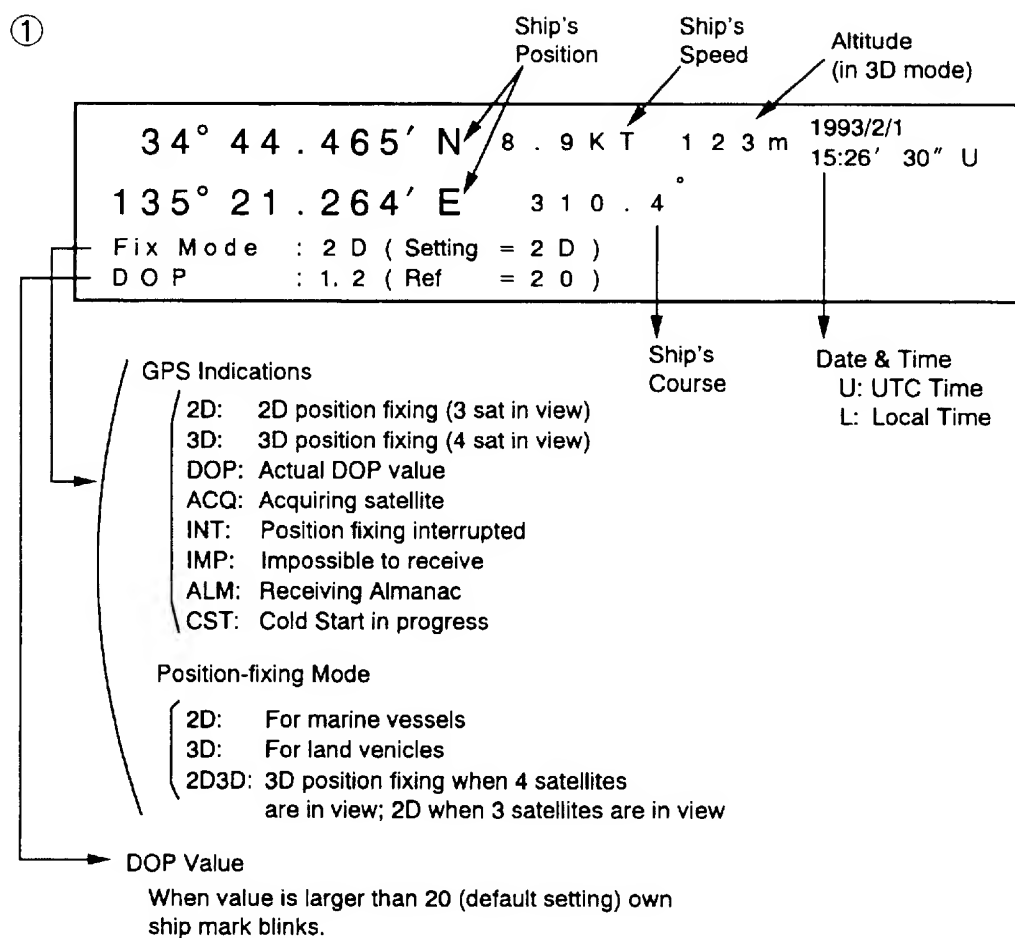 ①
Ship's
Position
Ship's
Speed
Altitude
(in 3D mode)
34° 44.465′ N 8.9KT 123m 1993/2/1
15:26′ 30″ U
135° 21.264′ E 310.4°
Fix Mode : 2D (Setting = 2D)
DOP : 1.2 (Ref = 20)
Ship's
Course
Date & Time
U: UTC Time
L: Local Time
GPS Indications
2D: 2D position fixing (3 sat in view)
3D: 3D position fixing (4 sat in view)
DOP: Actual DOP value
ACQ: Acquiring satellite
INT: Position fixing interrupted
IMP: Impossible to receive
ALM: Receiving Almanac
CST: Cold Start in progress
Position-fixing Mode
2D: For marine vessels
3D: For land venicles
2D3D: 3D position fixing when 4 satellites
are in view; 2D when 3 satellites are in view
DOP Value
When value is larger than 20 (default setting) own
ship mark blinks.